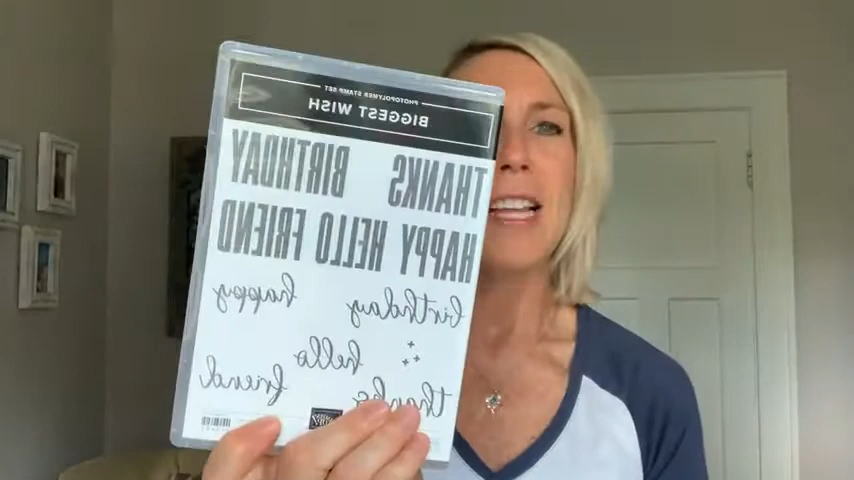 PHOTOPOLYMER STAMP SET
BIGGEST WISH
THANKS BIRTHDAY
HAPPY HELLO FRIEND
birthday happy
hello
thanks friend